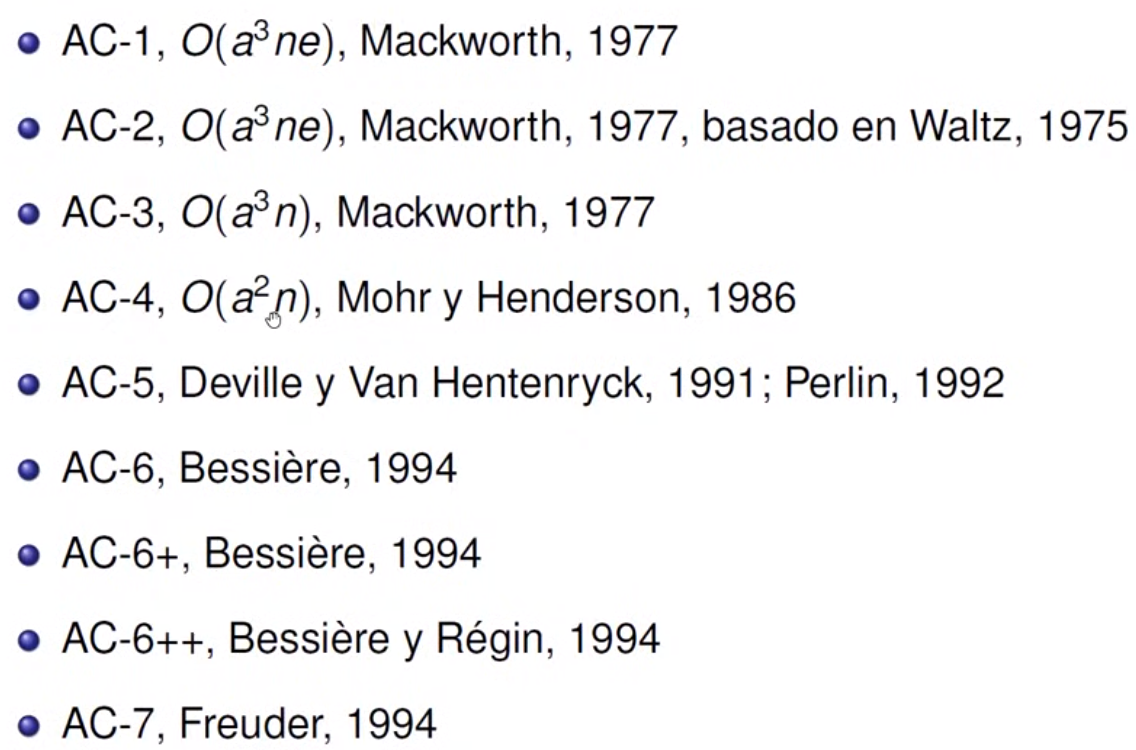 • AC-1, O(a³ne), Mackworth, 1977
• AC-2, O(a³ne), Mackworth, 1977, basado en Waltz, 1975
• AC-3, O(a³n), Mackworth, 1977
• AC-4, O(a²n), Mohr y Henderson, 1986
• AC-5, Deville y Van Hentenryck, 1991; Perlin, 1992
• AC-6, Bessière, 1994
• AC-6+, Bessière, 1994
• AC-6++, Bessière y Régin, 1994
• AC-7, Freuder, 1994